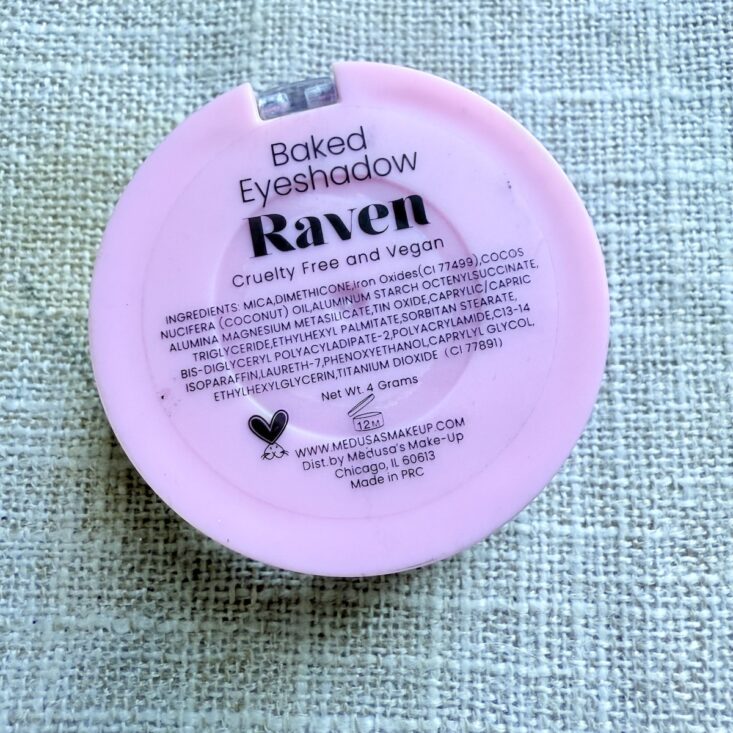 Baked
Eyeshadow
Raven
Cruelty Free and Vegan
INGREDIENTS: MICA,DIMETHICONE,Iron Oxides(CI 77499),COCOS
NUCIFERA (COCONUT) OIL,ALUMINUM STARCH OCTENYLSUCCINATE,
ALUMINA MAGNESIUM METASILICATE,TIN OXIDE,CAPRYLIC/CAPRIC
TRIGLYCERIDE,ETHYLHEXYL PALMITATE,SORBITAN STEARATE,
BIS-DIGLYCERYL POLYACYLADIPATE-2,POLYACRYLAMIDE,C13-14
ISOPARAFFIN,LAURETH-7,PHENOXYETHANOL,CAPRYLYL GLYCOL,
ETHYLHEXYLGLYCERIN,TITANIUM DIOXIDE (CI 77891)
Net Wt. 4 Grams
12M
WWW.MEDUSASMAKEUP.COM
Dist.by Medusa's Make-Up
Chicago, IL 60613
Made in PRC